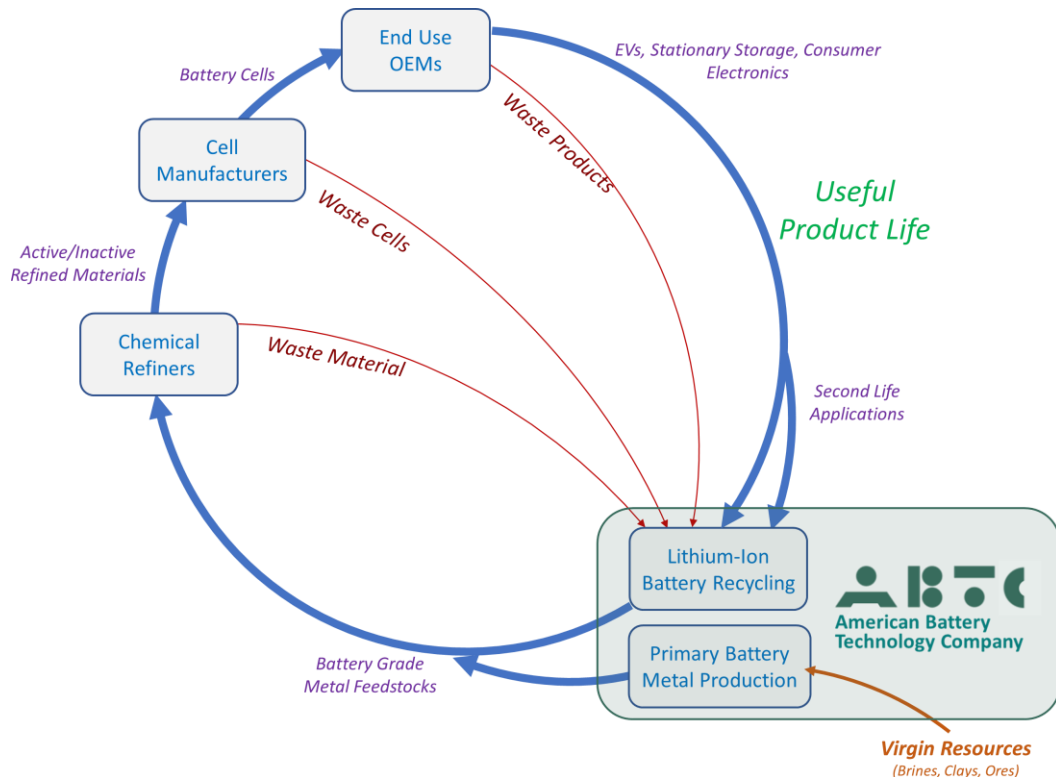 End Use
OEMs
EVs, Stationary Storage, Consumer
Electronics
Battery Cells
Waste Products
Cell
Manufacturers
Waste Cells
Useful
Product Life
Active/Inactive
Refined Materials
Chemical
Refiners
Waste Material
Second Life
Applications
Lithium-Ion
Battery Recycling
ABTC
American Battery
Technology Company
Primary Battery
Metal Production
Battery Grade
Metal Feedstocks
Virgin Resources
(Brines, Clays, Ores)